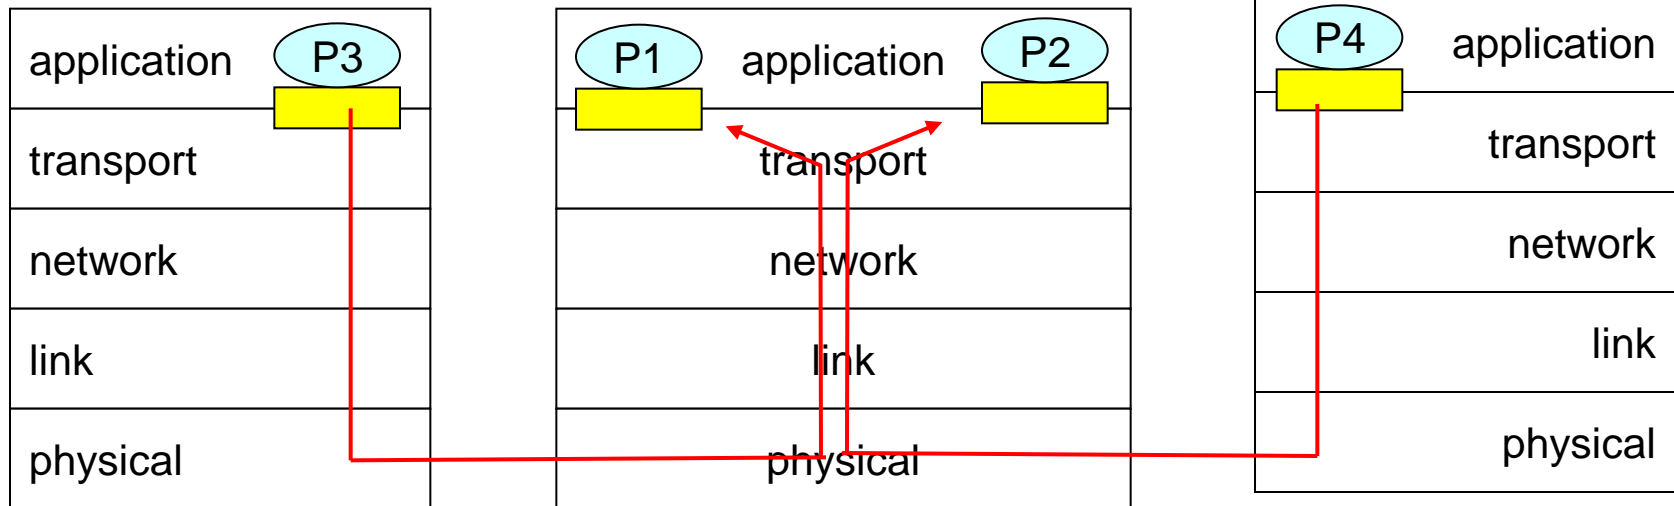 application P3
transport
network
link
physical
P1 application P2
transport
network
link
physical
P4 application
transport
network
link
physical